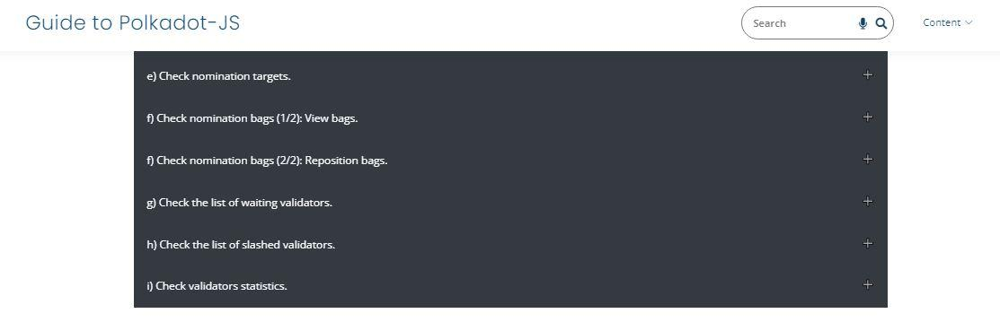 Guide to Polkadot-JS
Search
Content
e) Check nomination targets.
f) Check nomination bags (1/2): View bags.
f) Check nomination bags (2/2): Reposition bags.
g) Check the list of waiting validators.
h) Check the list of slashed validators.
i) Check validators statistics.